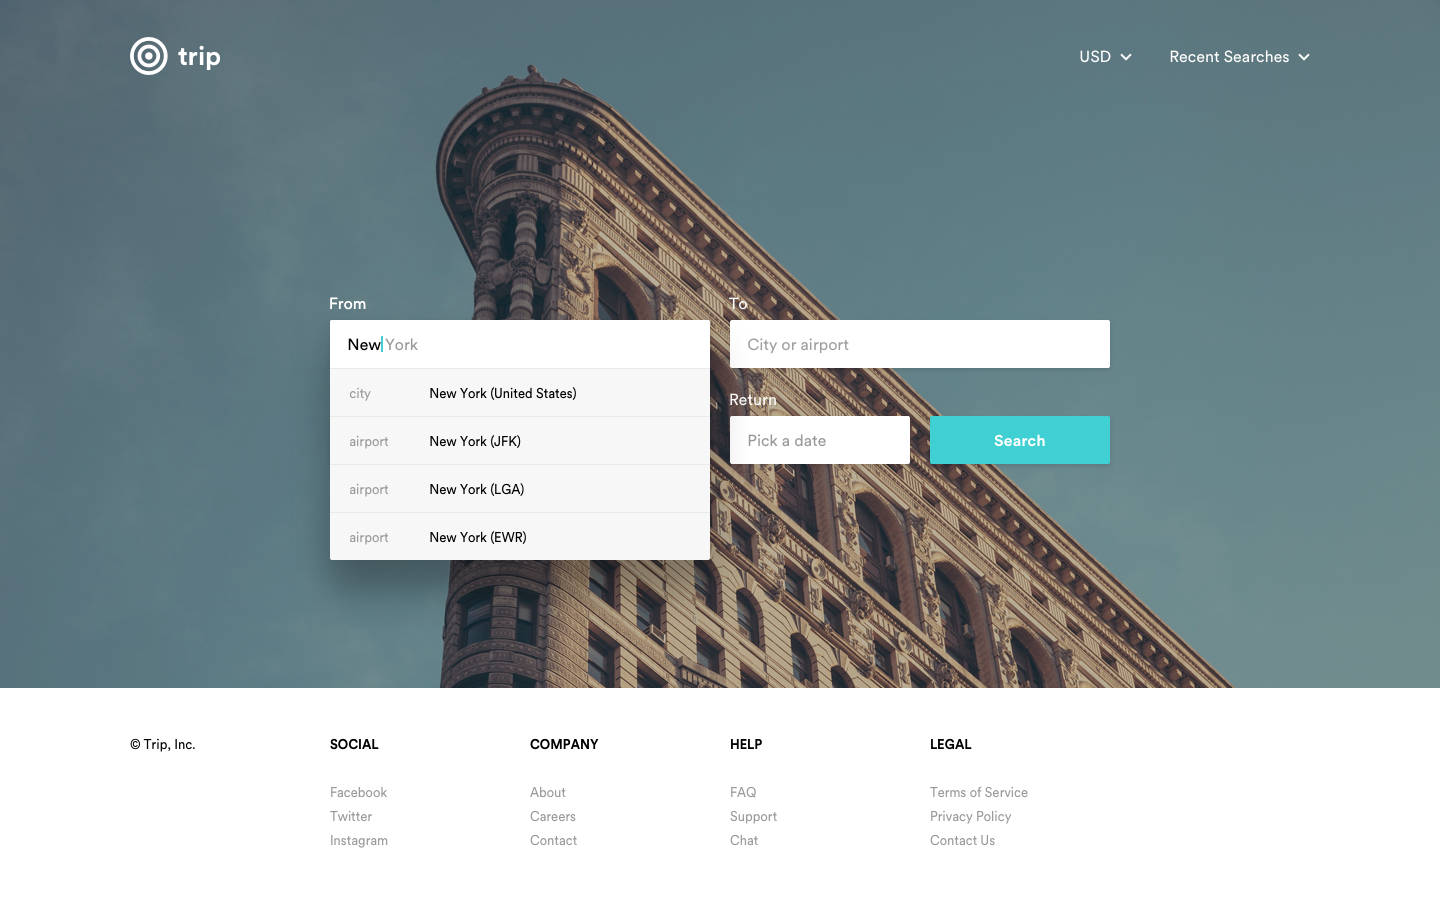 trip
USD
Recent Searches
From
New York
city New York (United States)
airport New York (JFK)
airport New York (LGA)
airport New York (EWR)
To
City or airport
Return
Pick a date
Search
© Trip, Inc.
SOCIAL
Facebook
Twitter
Instagram
COMPANY
About
Careers
Contact
HELP
FAQ
Support
Chat
LEGAL
Terms of Service
Privacy Policy
Contact Us